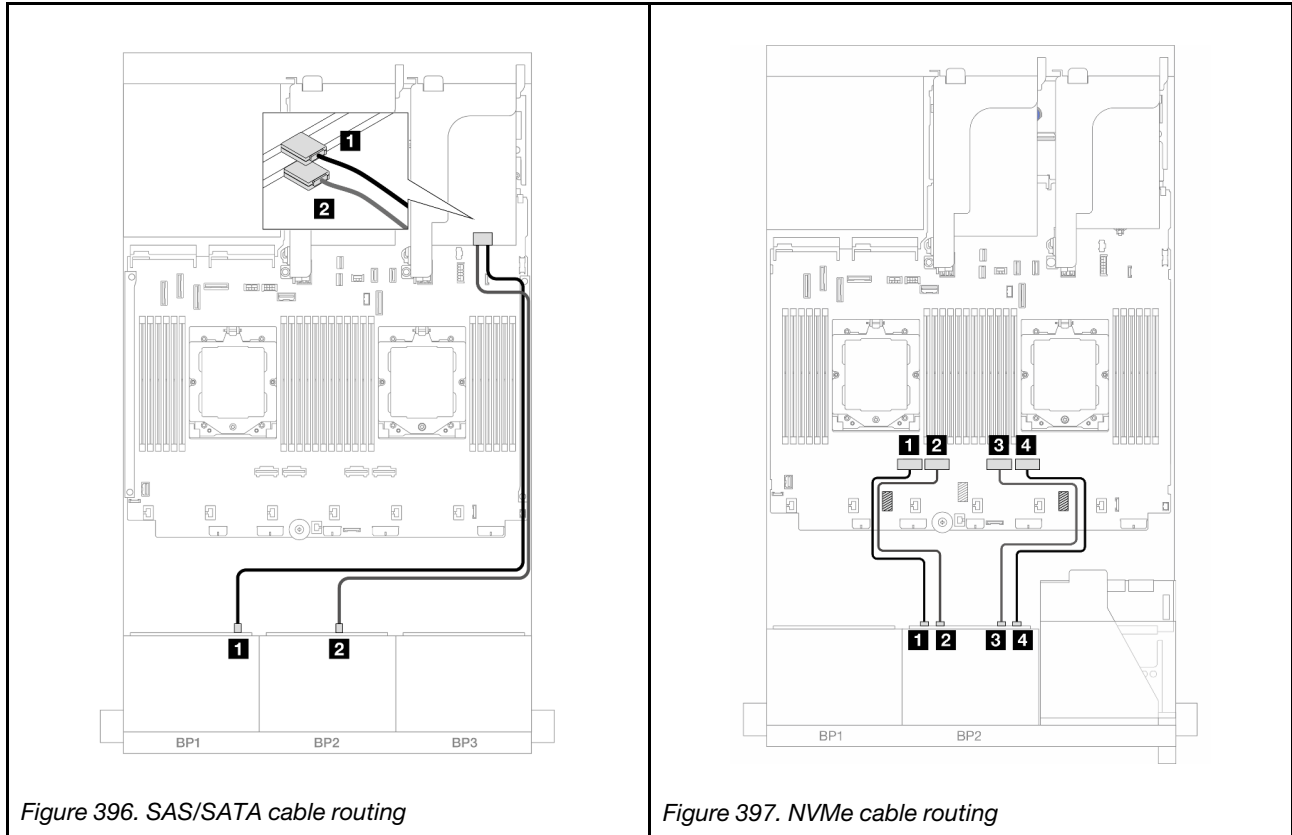 1
2
1
2
BP1 BP2 BP3
Figure 396. SAS/SATA cable routing
1 2 3 4
1 2 3 4
BP1 BP2
Figure 397. NVMe cable routing